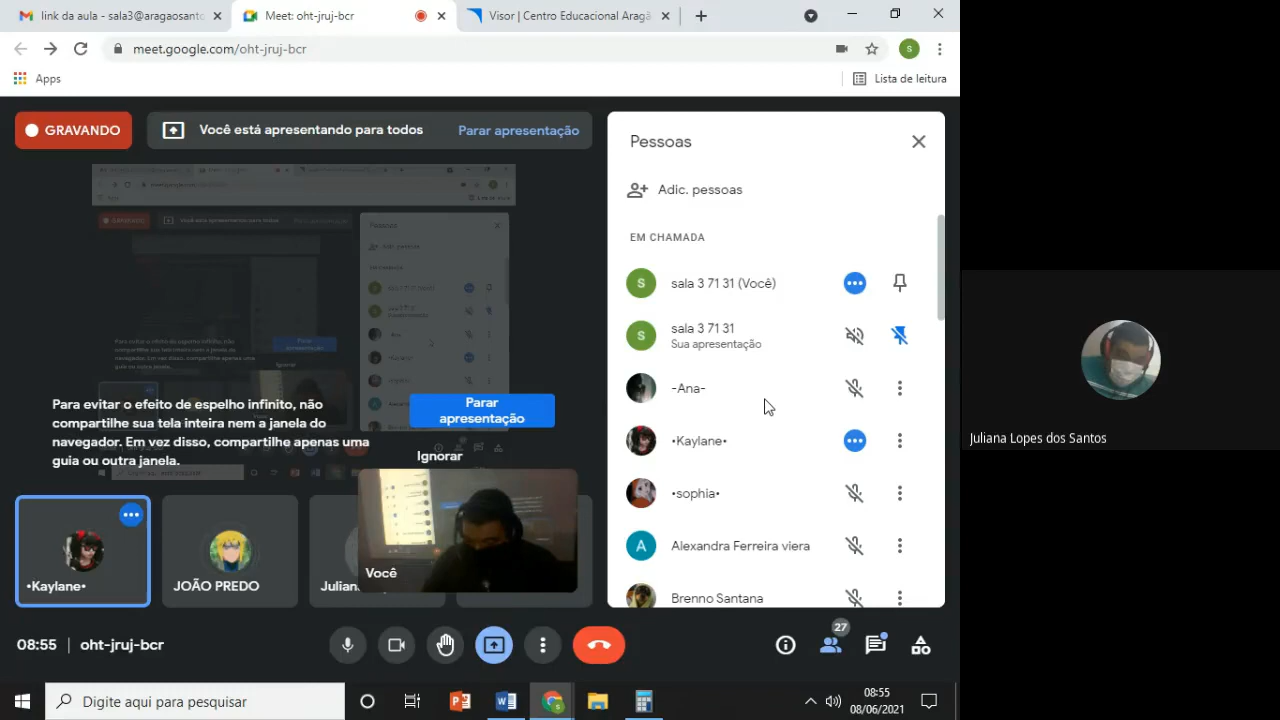 link da aula - sala3@aragaosant
Meet: oht-jruj-bcr
Visor | Centro Educacional Aragã
meet.google.com/oht-jruj-bcr
S
Apps
Lista de leitura
GRAVANDO
Você está apresentando para todos
Parar apresentação
Pessoas
Adic. pessoas
EM CHAMADA
S
sala 3 71 31 (Você)
S
sala 3 71 31
Sua apresentação
-Ana-
•Kaylane•
•sophia•
A
Alexandra Ferreira viera
Brenno Santana
Para evitar o efeito de espelho infinito, não
compartilhe sua tela inteira nem a janela do
navegador. Em vez disso, compartilhe apenas uma
guia ou outra janela.
Parar
apresentação
Ignorar
•Kaylane•
JOÃO PREDO
Julian
Você
Juliana Lopes dos Santos
08:55 | oht-jruj-bcr
27
Digite aqui para pesquisar
08:55
08/06/2021